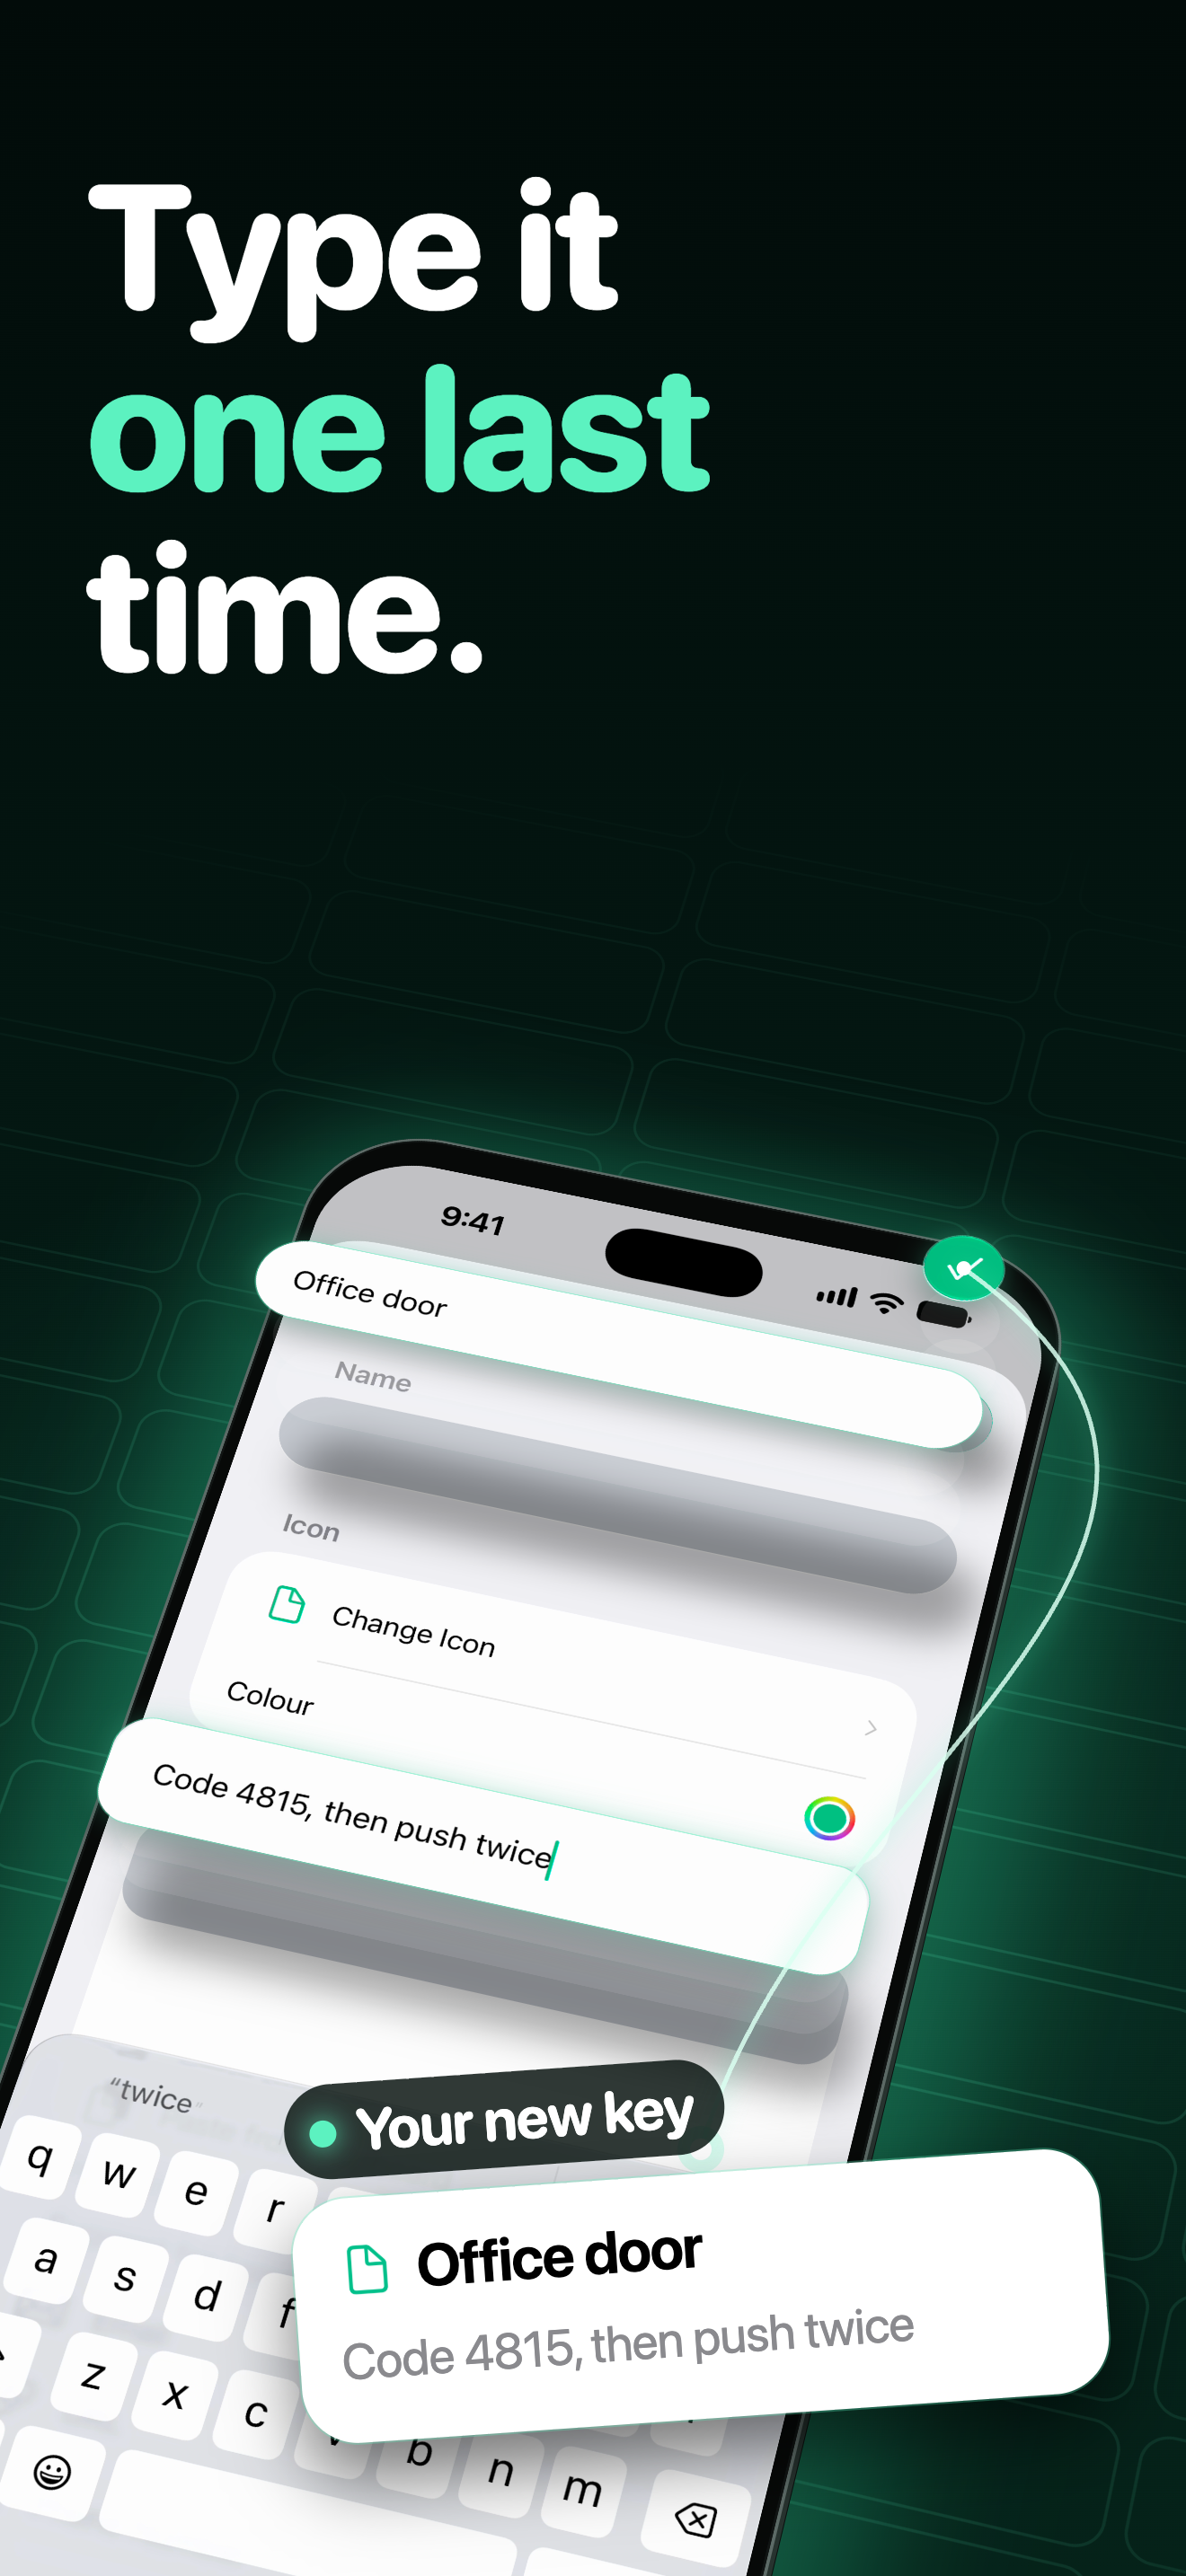 Type it
one last
time.
9:41
Office door
Name
Icon
Change Icon
Colour
Code 4815, then push twice
“twice”
Your new key
q w e r
Office door
a s d f
Code 4815, then push twice
z x c v b n m